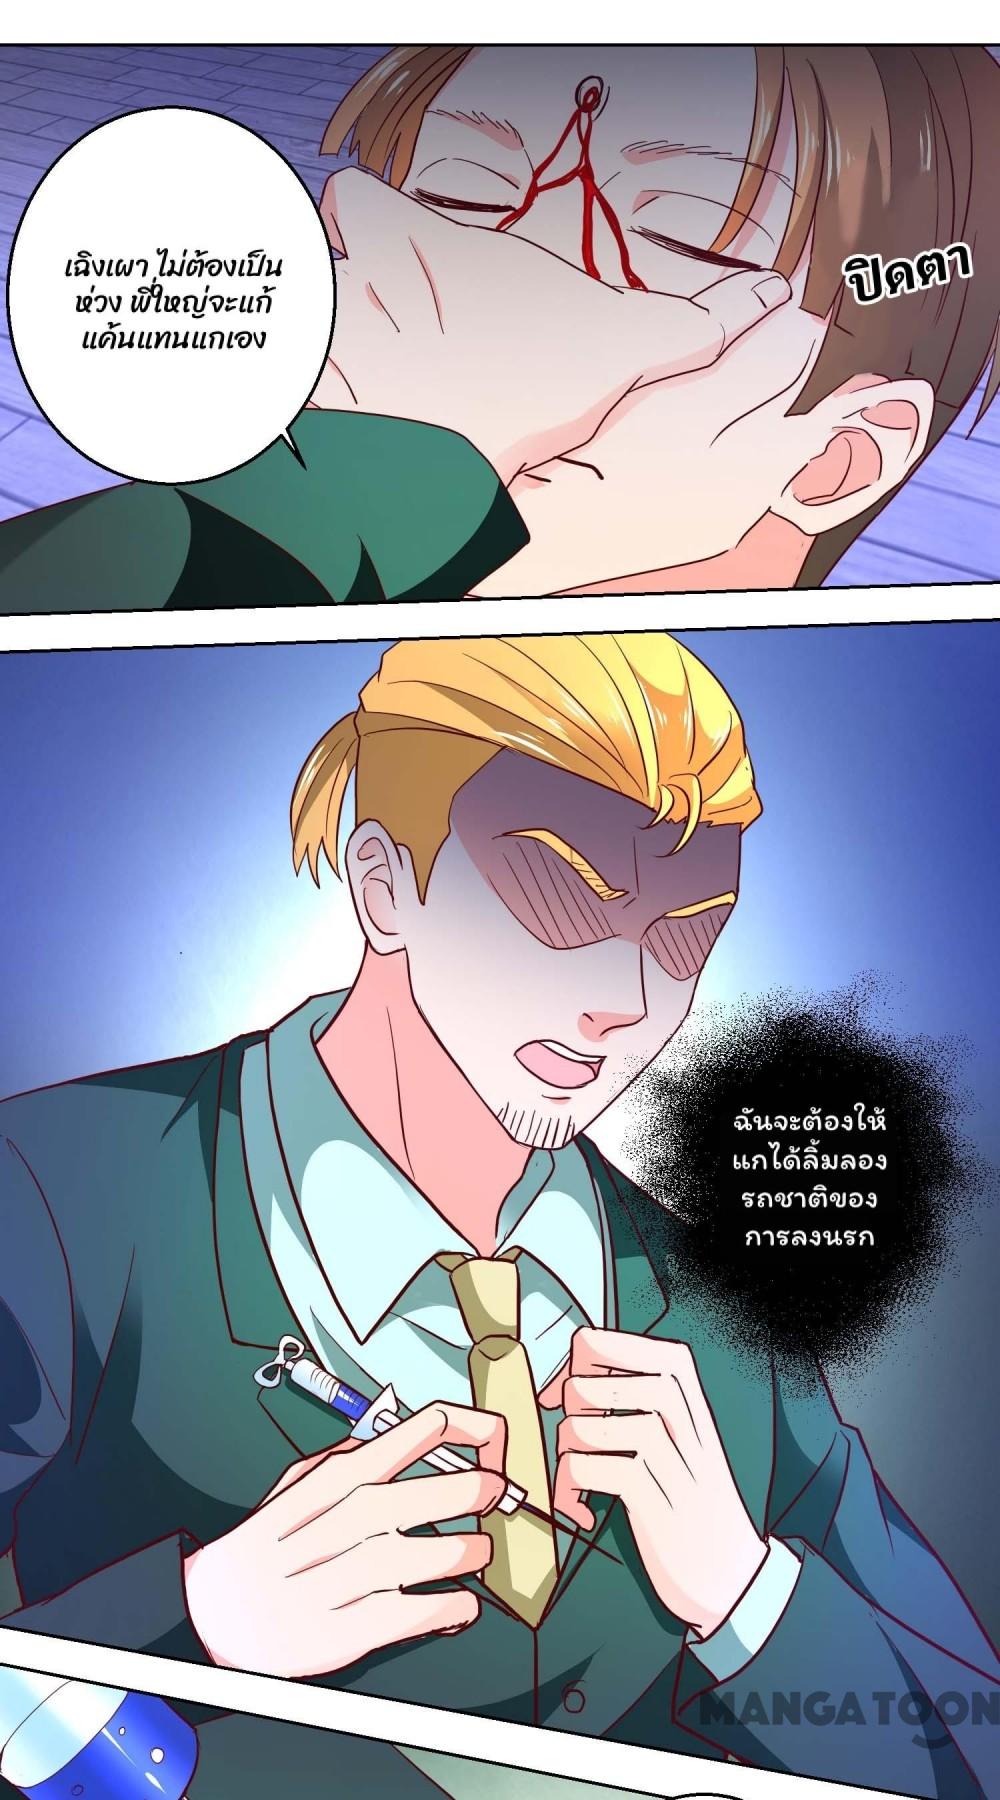 เฉิงเผา ไม่ต้องเป็น
ห่วง พี่ใหญ่จะแก้
แค้นแทนแกเอง
ปิดตา
ฉันจะต้องให้
แกได้ลิ้มลอง
รถชาติของ
การลงนรก
MANGATOON